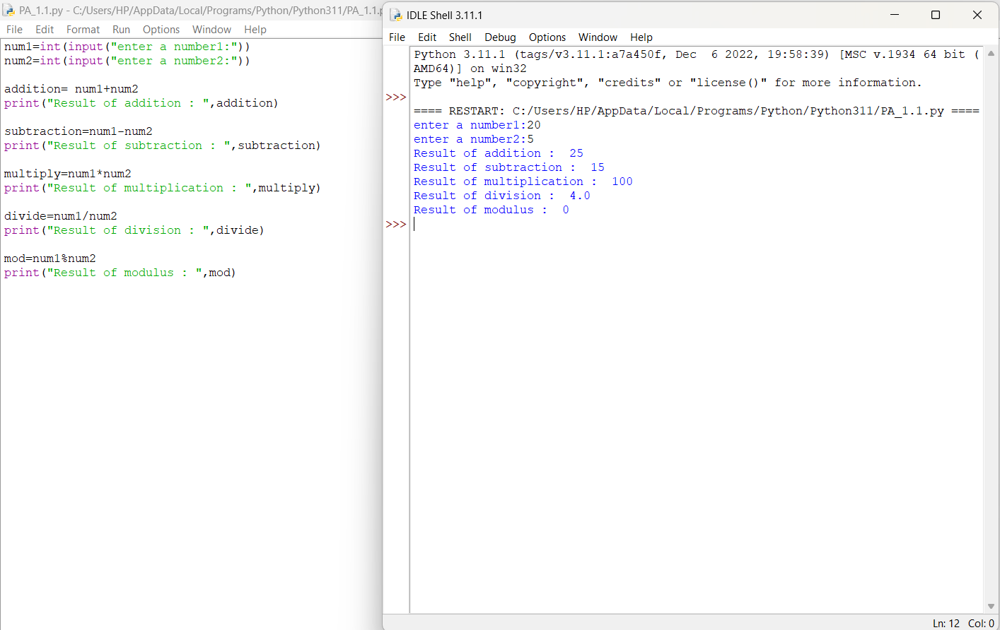 PA_1.1.py - C:/Users/HP/AppData/Local/Programs/Python/Python311/PA_1.1.p
File Edit Format Run Options Window Help
num1=int(input("enter a number1:"))
num2=int(input("enter a number2:"))
addition= num1+num2
print("Result of addition : ",addition)
subtraction=num1-num2
print("Result of subtraction : ",subtraction)
multiply=num1*num2
print("Result of multiplication : ",multiply)
divide=num1/num2
print("Result of division : ",divide)
mod=num1%num2
print("Result of modulus : ",mod)
IDLE Shell 3.11.1
File Edit Shell Debug Options Window Help
Python 3.11.1 (tags/v3.11.1:a7a450f, Dec  6 2022, 19:58:39) [MSC v.1934 64 bit (
AMD64)] on win32
Type "help", "copyright", "credits" or "license()" for more information.
>>>
==== RESTART: C:/Users/HP/AppData/Local/Programs/Python/Python311/PA_1.1.py ====
enter a number1:20
enter a number2:5
Result of addition :  25
Result of subtraction :  15
Result of multiplication :  100
Result of division :  4.0
Result of modulus :  0
>>>
Ln: 12 Col: 0